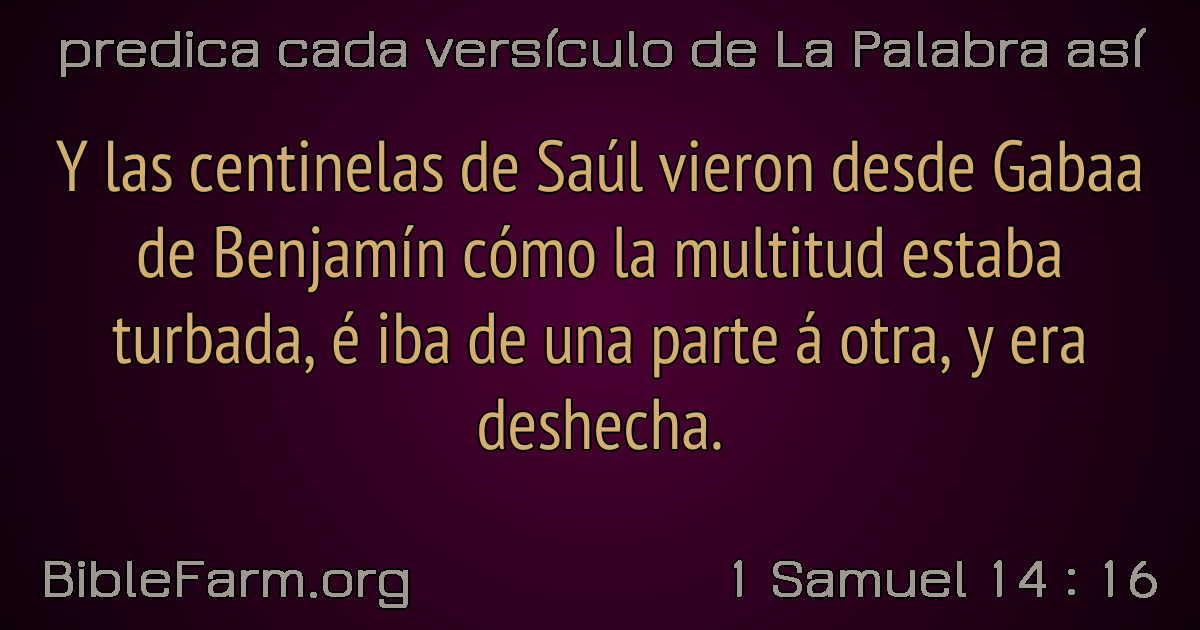 predica cada versículo de La Palabra así
Y las centinelas de Saúl vieron desde Gabaa
de Benjamín cómo la multitud estaba
turbada, é iba de una parte á otra, y era
deshecha.
BibleFarm.org
1 Samuel 14 : 16